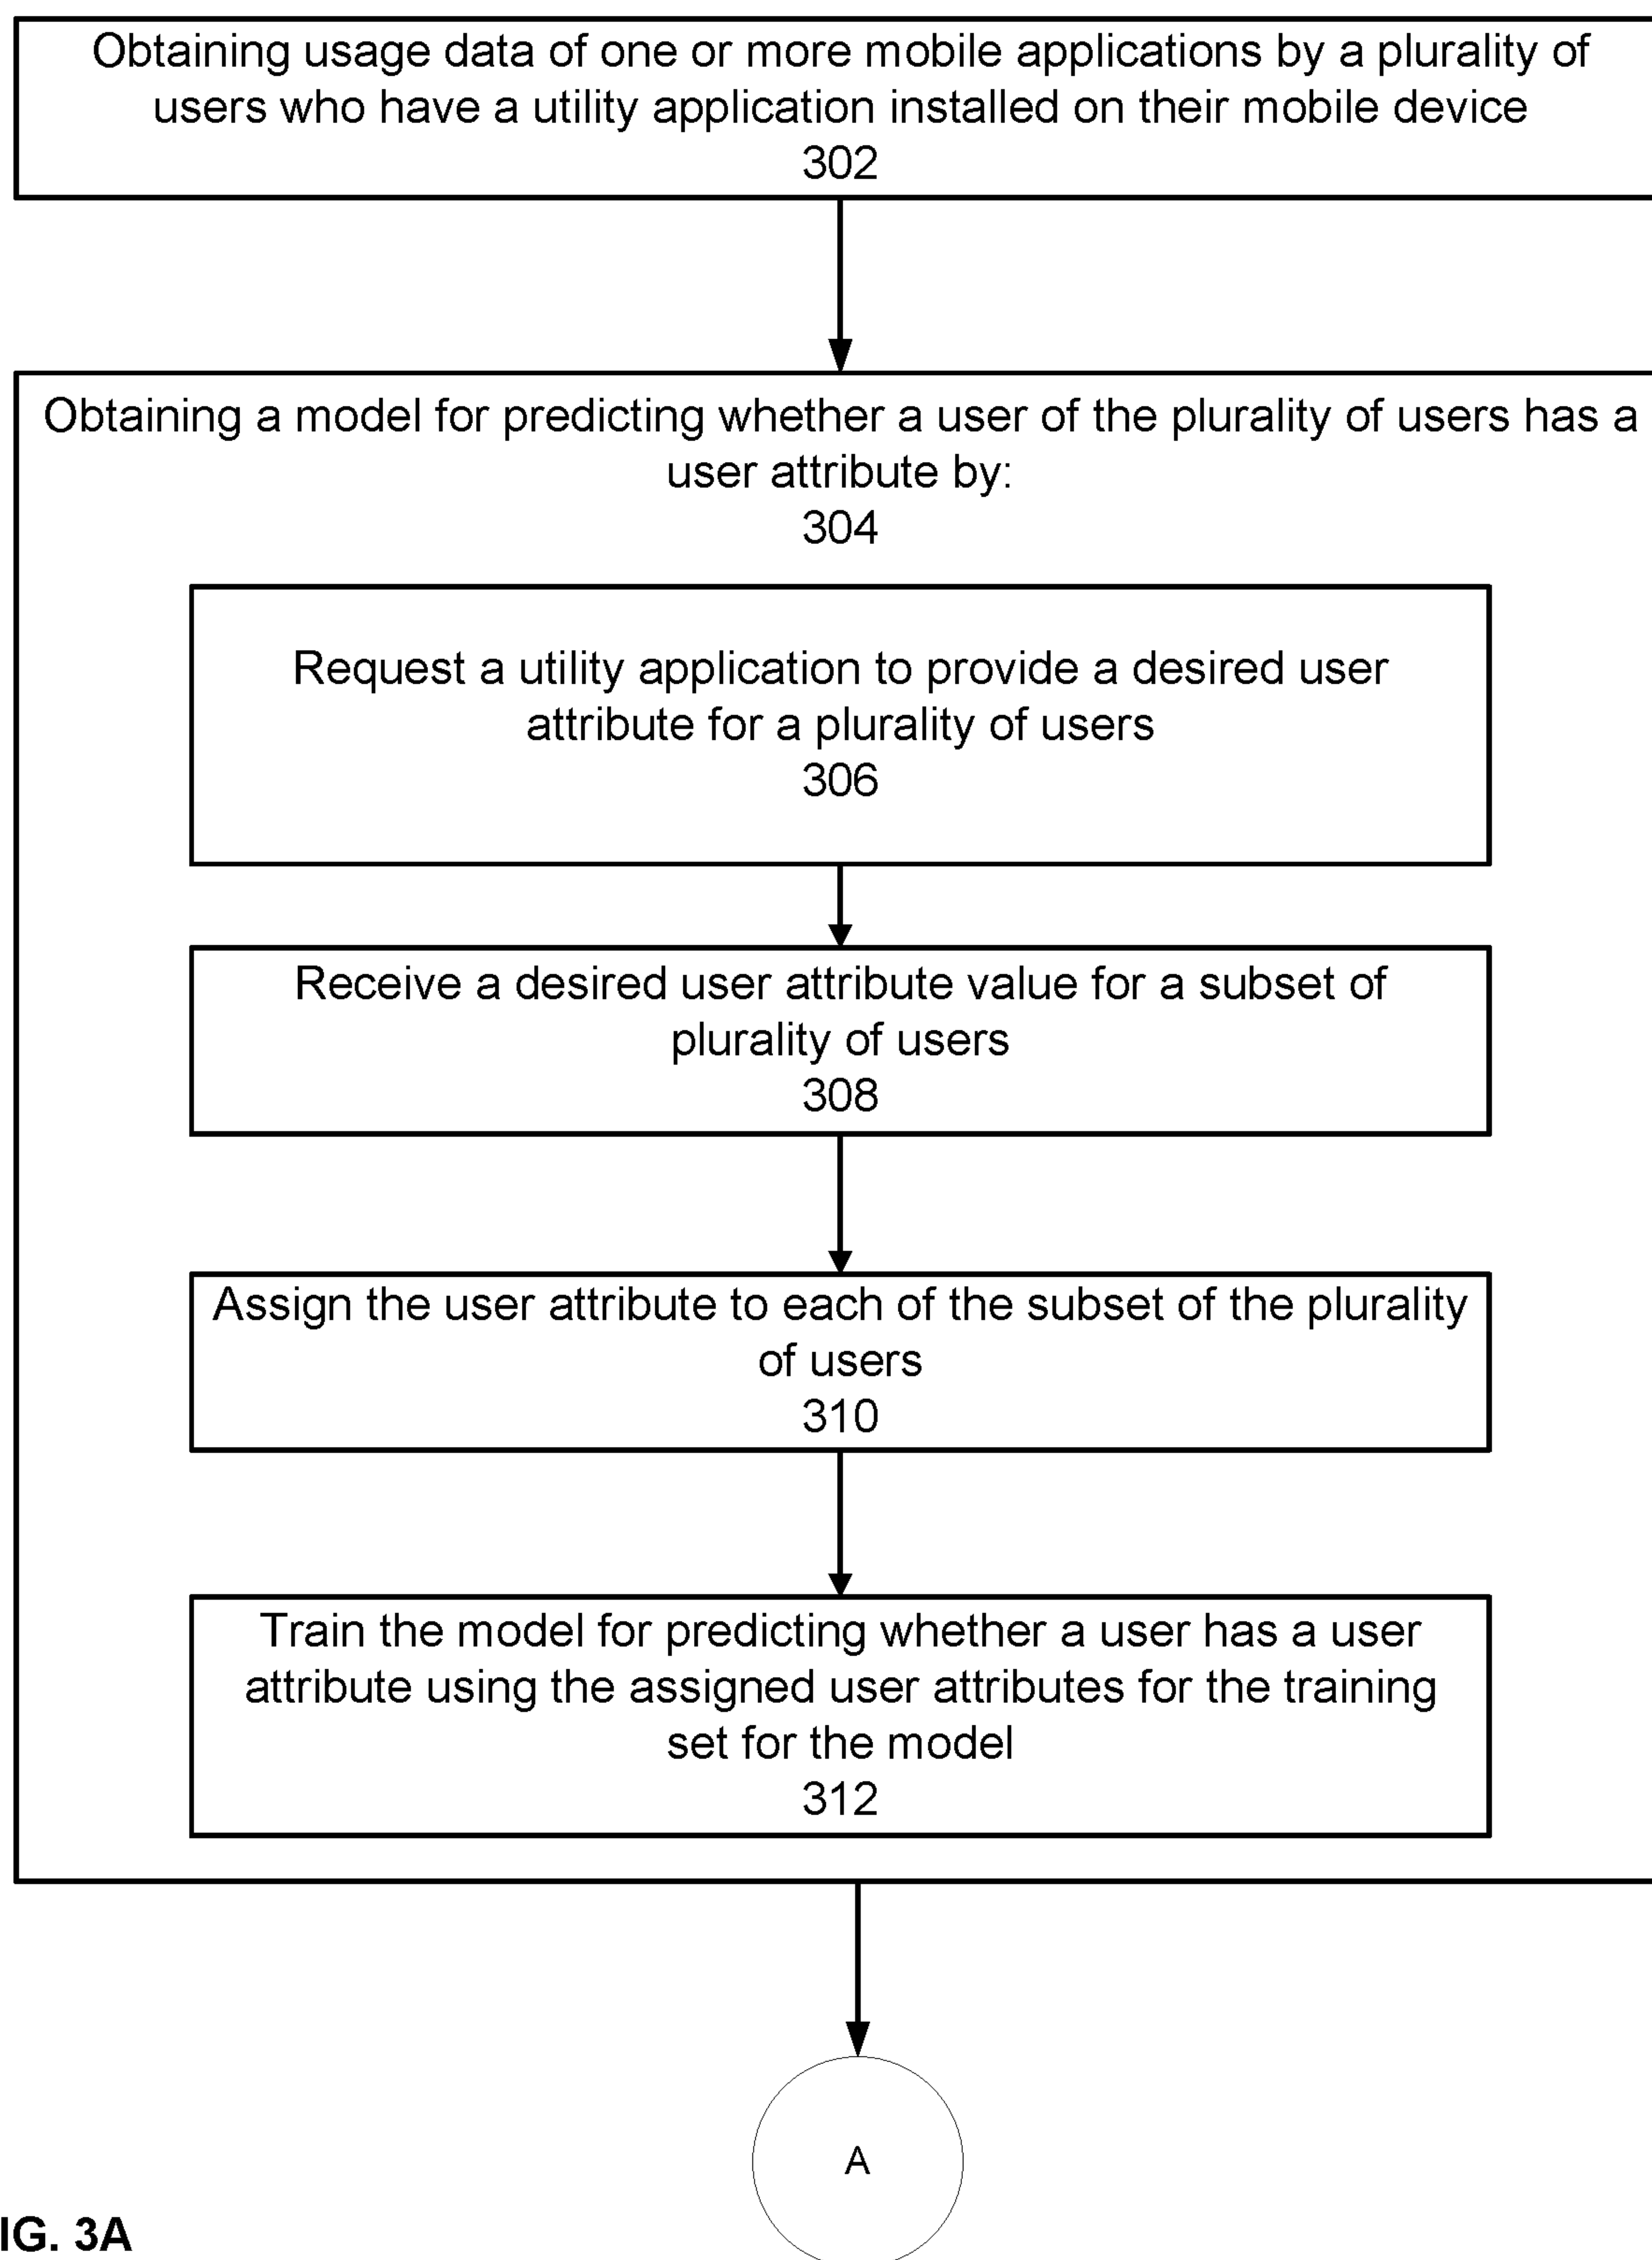 Obtaining usage data of one or more mobile applications by a plurality of
users who have a utility application installed on their mobile device
302
Obtaining a model for predicting whether a user of the plurality of users has a
user attribute by:
304
Request a utility application to provide a desired user
attribute for a plurality of users
306
Receive a desired user attribute value for a subset of
plurality of users
308
Assign the user attribute to each of the subset of the plurality
of users
310
Train the model for predicting whether a user has a user
attribute using the assigned user attributes for the training
set for the model
312
A
IG. 3A